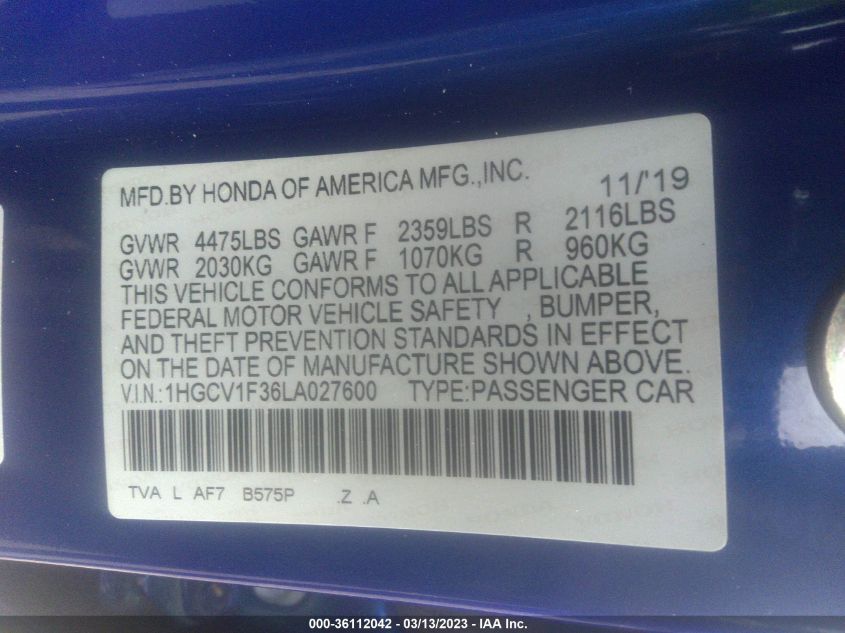 MFD.BY HONDA OF AMERICA MFG.,INC. 11/'19
GVWR 4475LBS GAWR F 2359LBS R 2116LBS
GVWR 2030KG GAWR F 1070KG R 960KG
THIS VEHICLE CONFORMS TO ALL APPLICABLE
FEDERAL MOTOR VEHICLE SAFETY , BUMPER,
AND THEFT PREVENTION STANDARDS IN EFFECT
ON THE DATE OF MANUFACTURE SHOWN ABOVE.
V.I.N.:1HGCV1F36LA027600 TYPE:PASSENGER CAR
TVA L AF7 B575P .Z .A
000-36112042 - 03/13/2023 - IAA Inc.